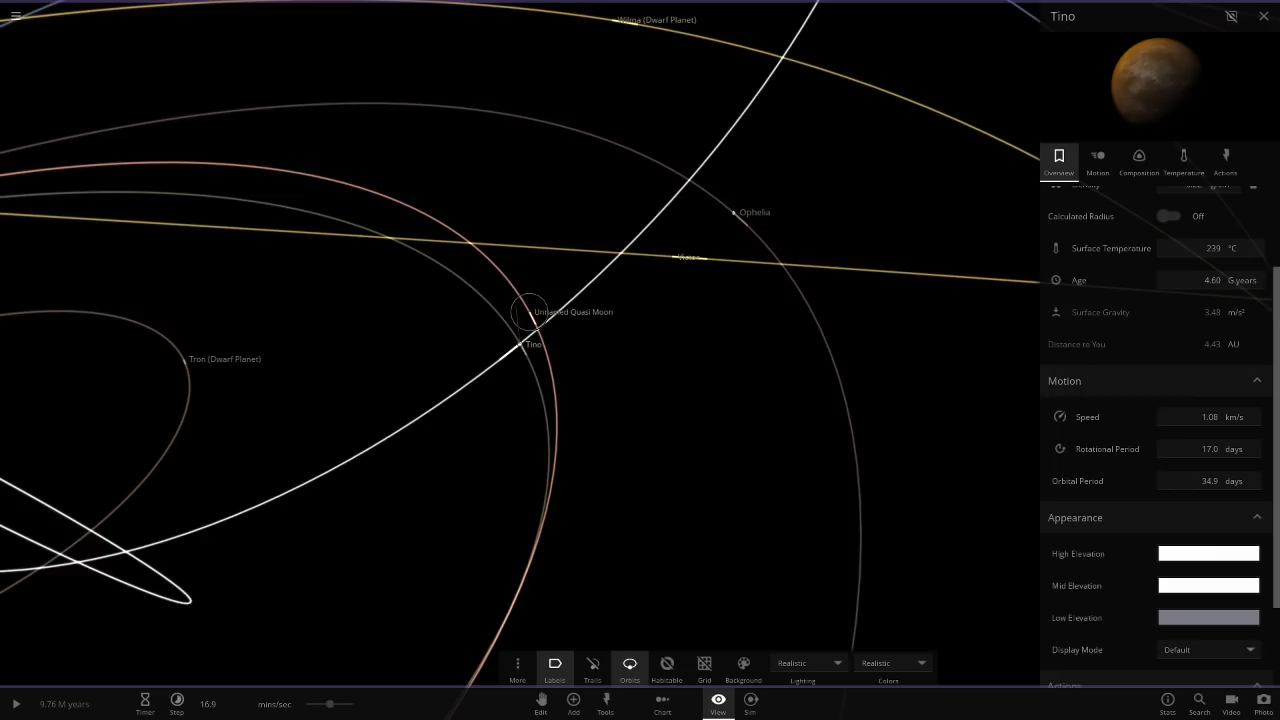 Tino
Wilma (Dwarf Planet)
Overview
Motion
Composition
Temperature
Actions
Density
Calculated Radius Off
Ophelia
Surface Temperature 239 °C
Age 4.60 G years
Unnamed Quasi Moon
Surface Gravity 3.48 m/s²
Tino
Distance to You 4.43 AU
Tron (Dwarf Planet)
Motion
Speed 1.08 km/s
Rotational Period 17.0 days
Orbital Period 34.9 days
Appearance
High Elevation
Mid Elevation
Low Elevation
Display Mode Default
Realistic Realistic
More Labels Trails Orbits Habitable Grid Background Lighting Colors
Actions
9.76 M years
Timer Step
16.9 mins/sec
Edit Add Tools Chart View Sim
Stats Search Video Photo